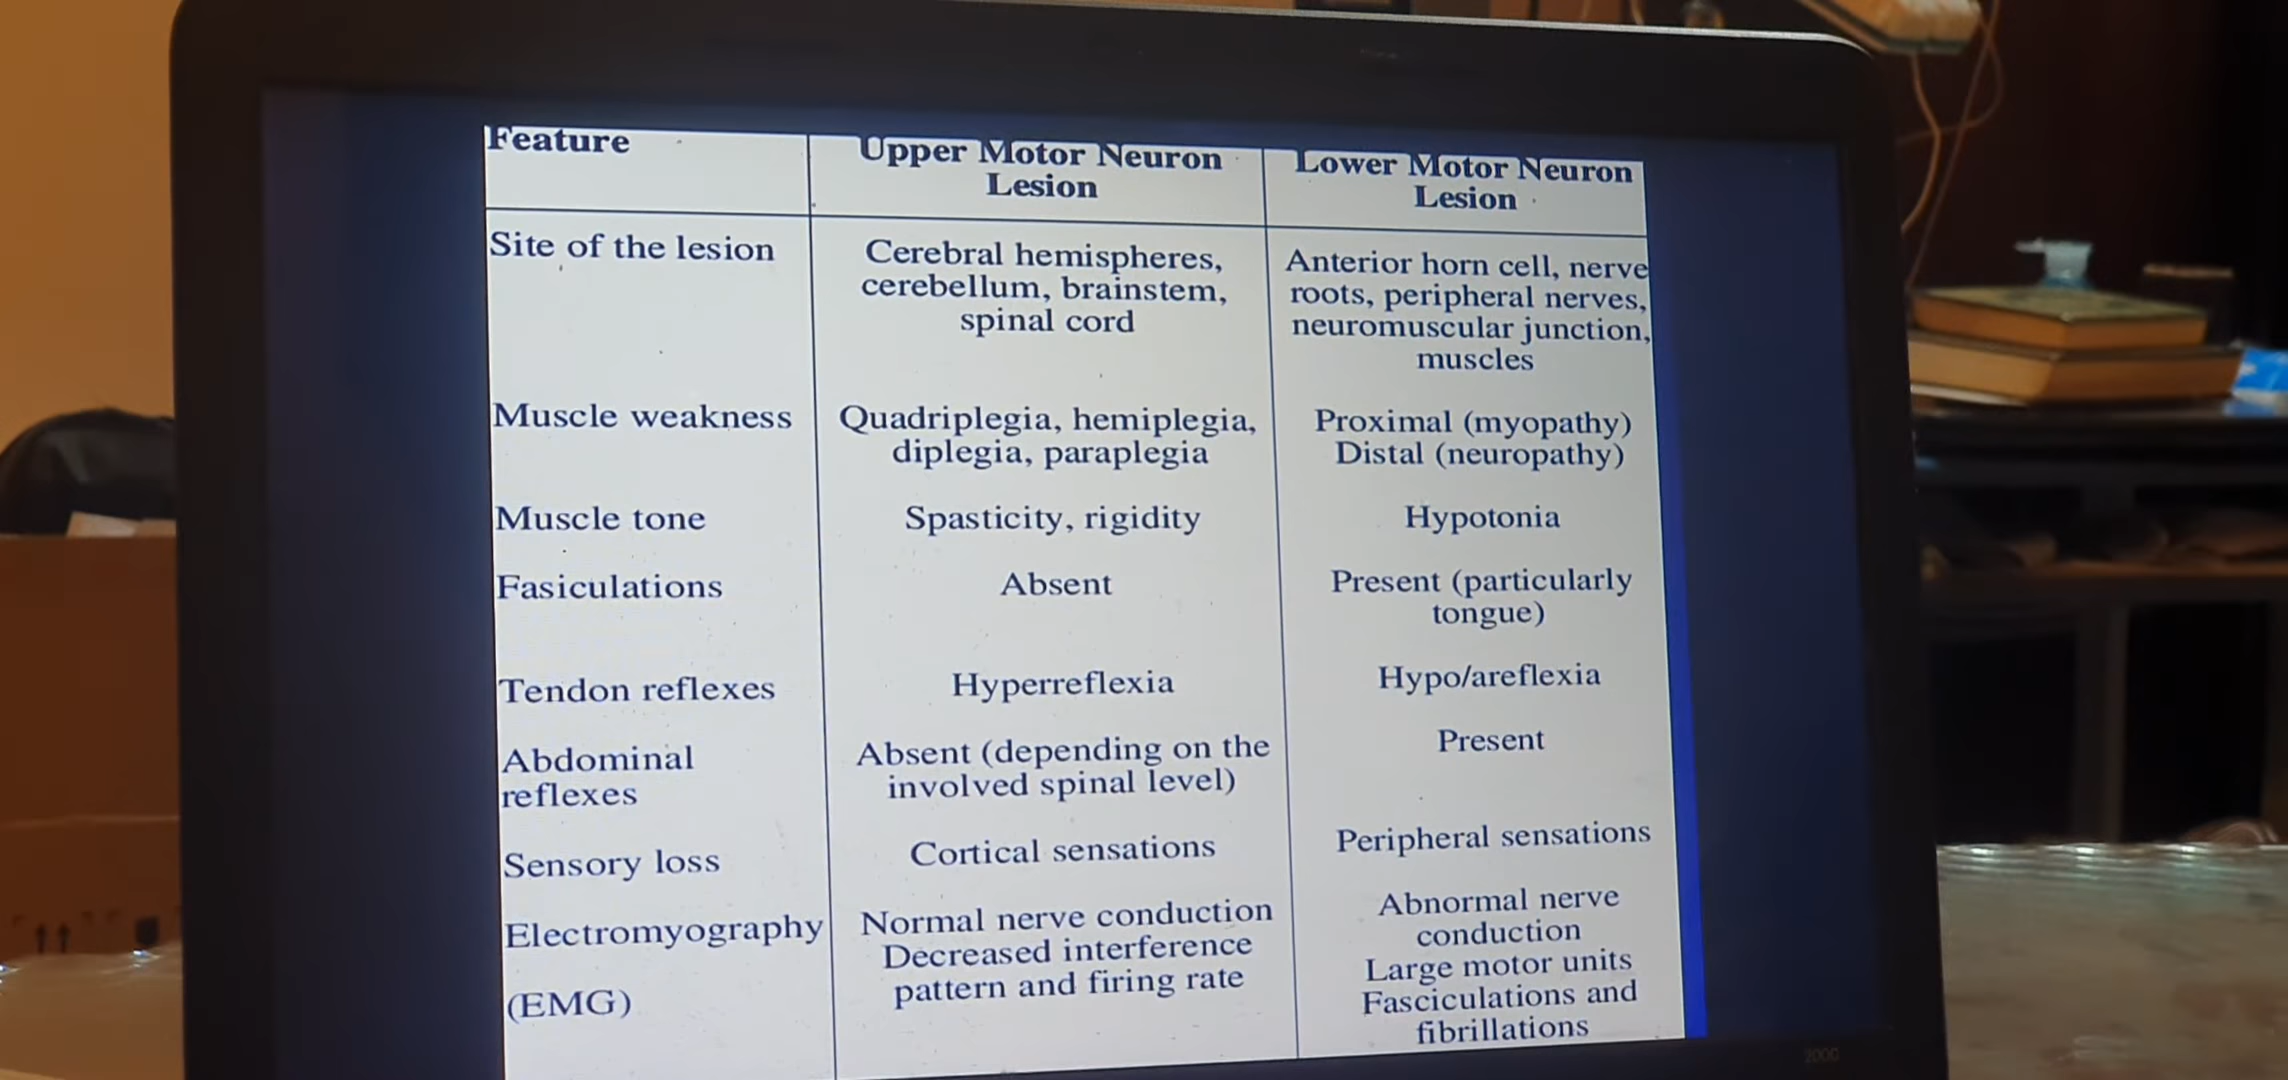 Feature
Upper Motor Neuron
Lesion
Lower Motor Neuron
Lesion
Site of the lesion
Cerebral hemispheres,
cerebellum, brainstem,
spinal cord
Anterior horn cell, nerve
roots, peripheral nerves,
neuromuscular junction,
muscles
Muscle weakness
Quadriplegia, hemiplegia,
diplegia, paraplegia
Proximal (myopathy)
Distal (neuropathy)
Muscle tone
Spasticity, rigidity
Hypotonia
Fasiculations
Absent
Present (particularly
tongue)
Tendon reflexes
Hyperreflexia
Hypo/areflexia
Abdominal
reflexes
Absent (depending on the
involved spinal level)
Present
Sensory loss
Cortical sensations
Peripheral sensations
Electromyography
(EMG)
Normal nerve conduction
Decreased interference
pattern and firing rate
Abnormal nerve
conduction
Large motor units
Fasciculations and
fibrillations
2000